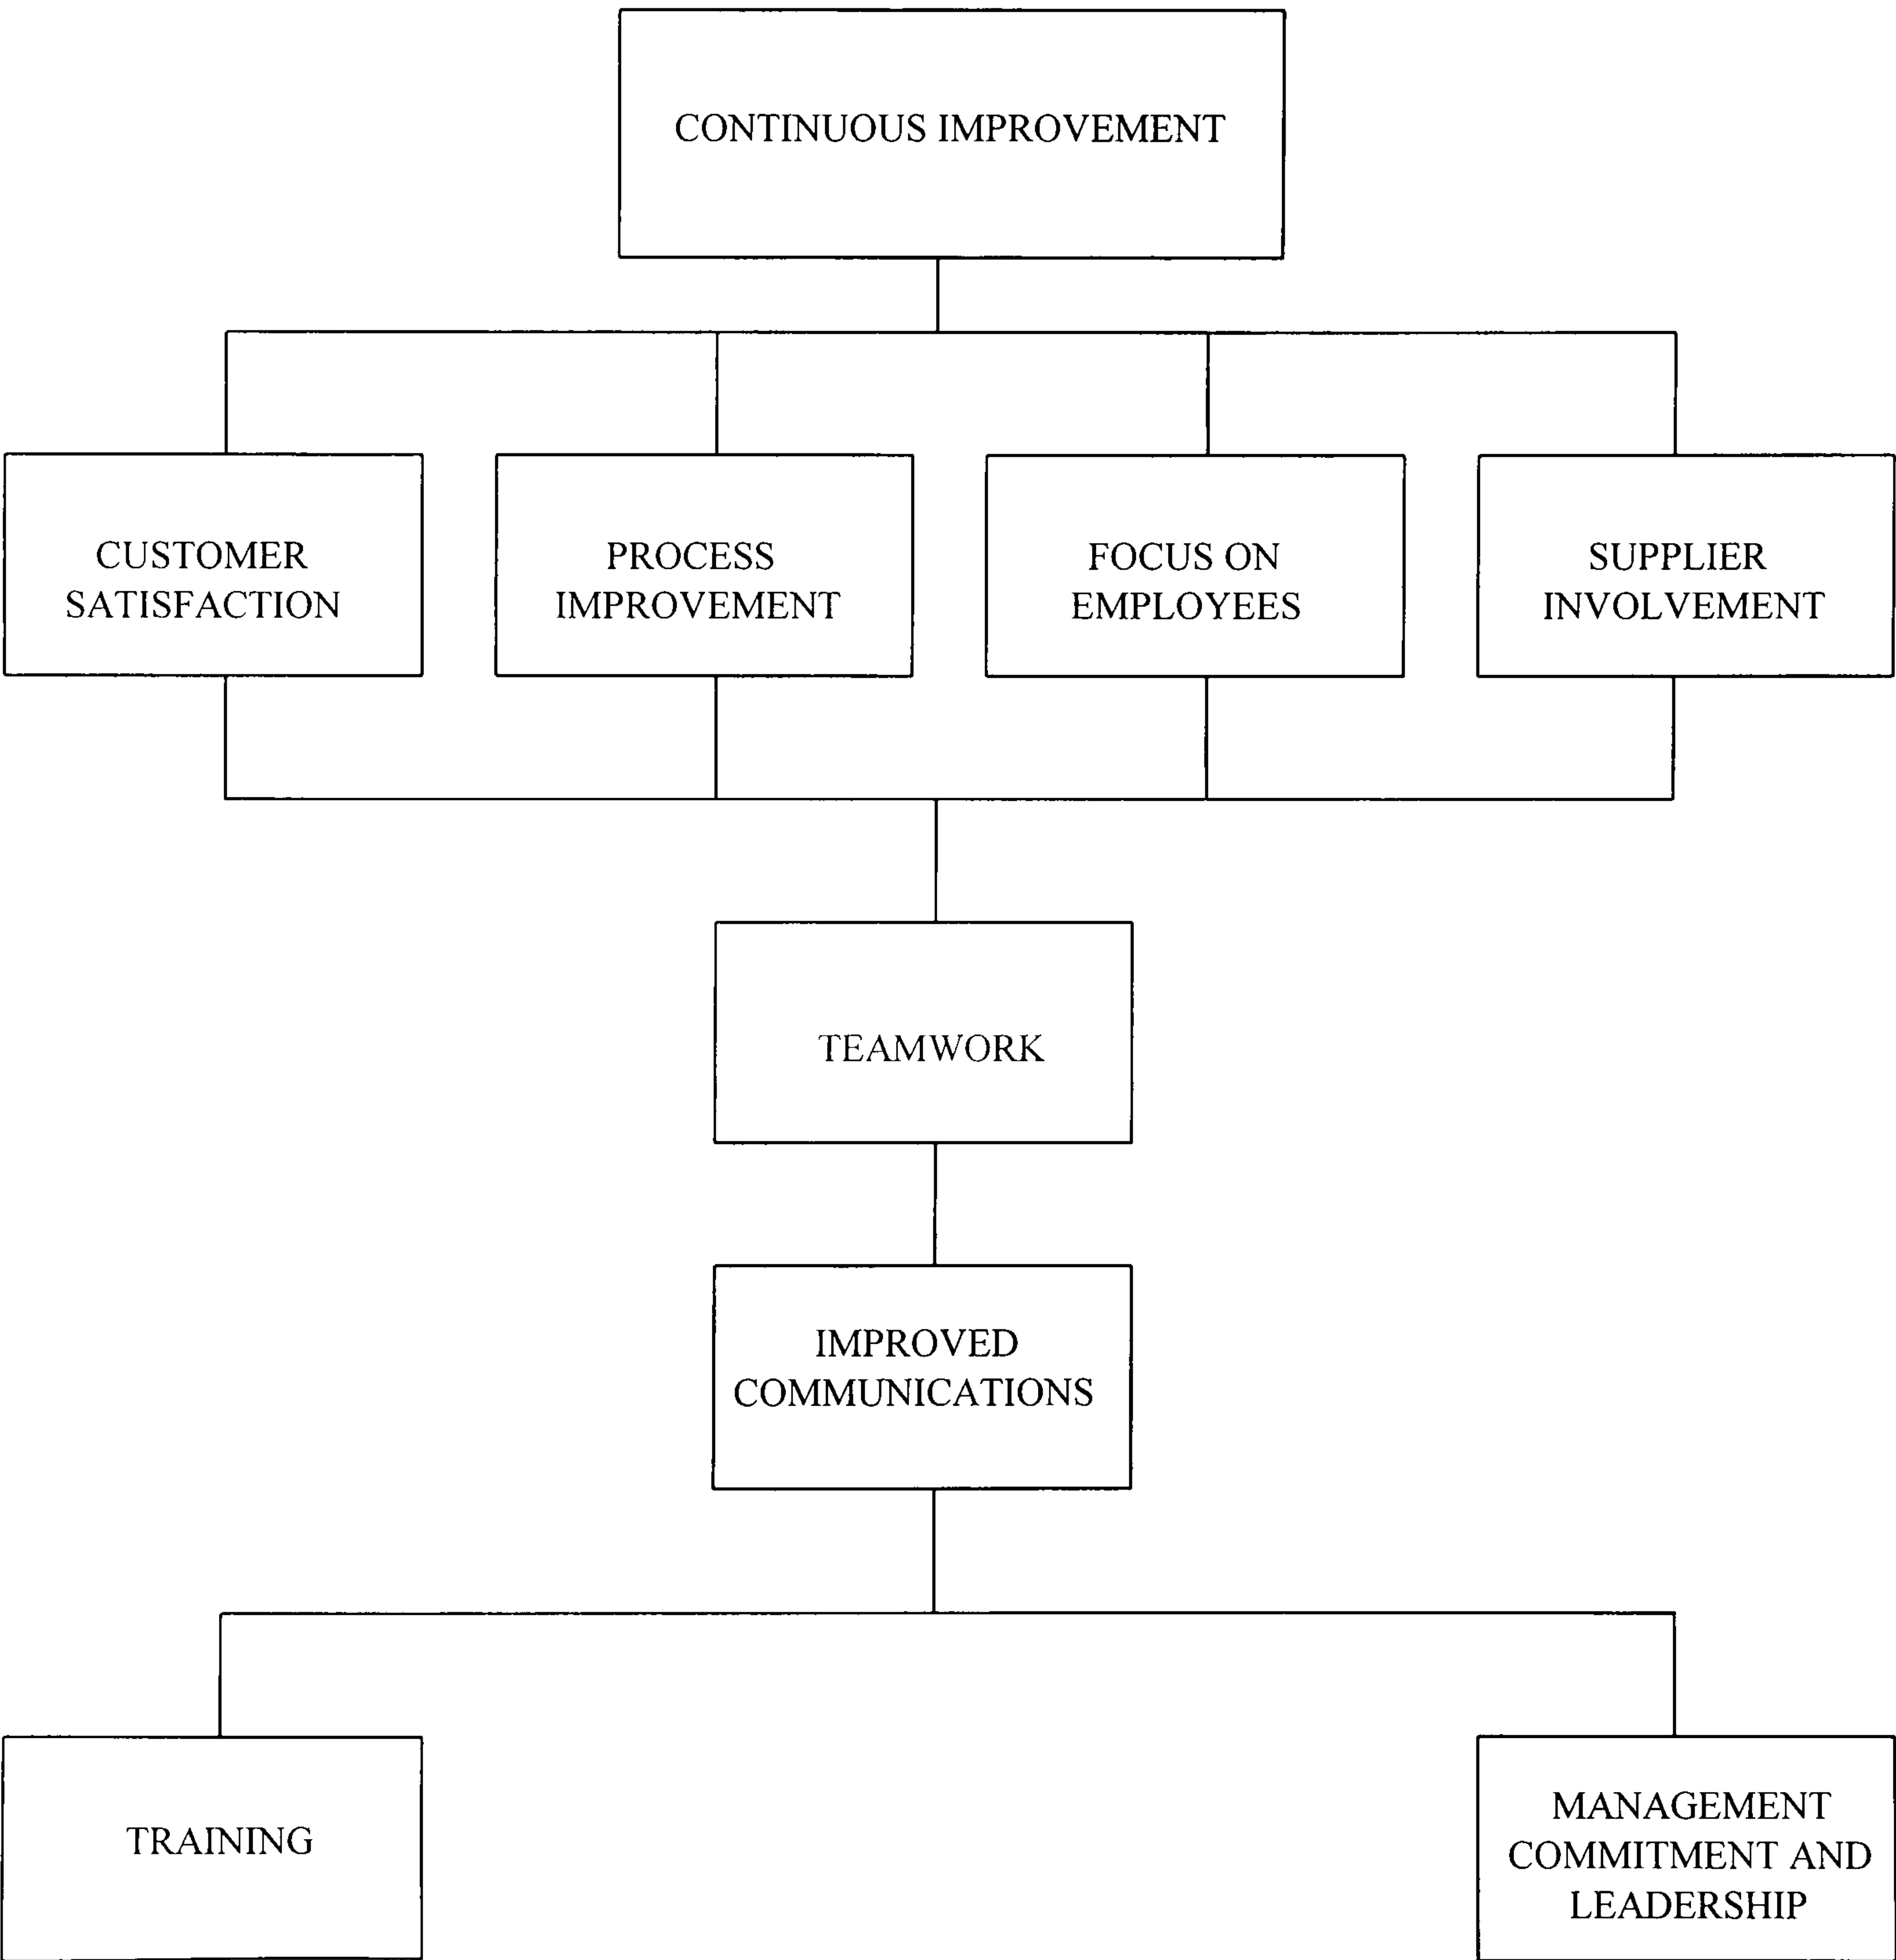 CONTINUOUS IMPROVEMENT
CUSTOMER
SATISFACTION
PROCESS
IMPROVEMENT
FOCUS ON
EMPLOYEES
SUPPLIER
INVOLVEMENT
TEAMWORK
IMPROVED
COMMUNICATIONS
TRAINING
MANAGEMENT
COMMITMENT AND
LEADERSHIP